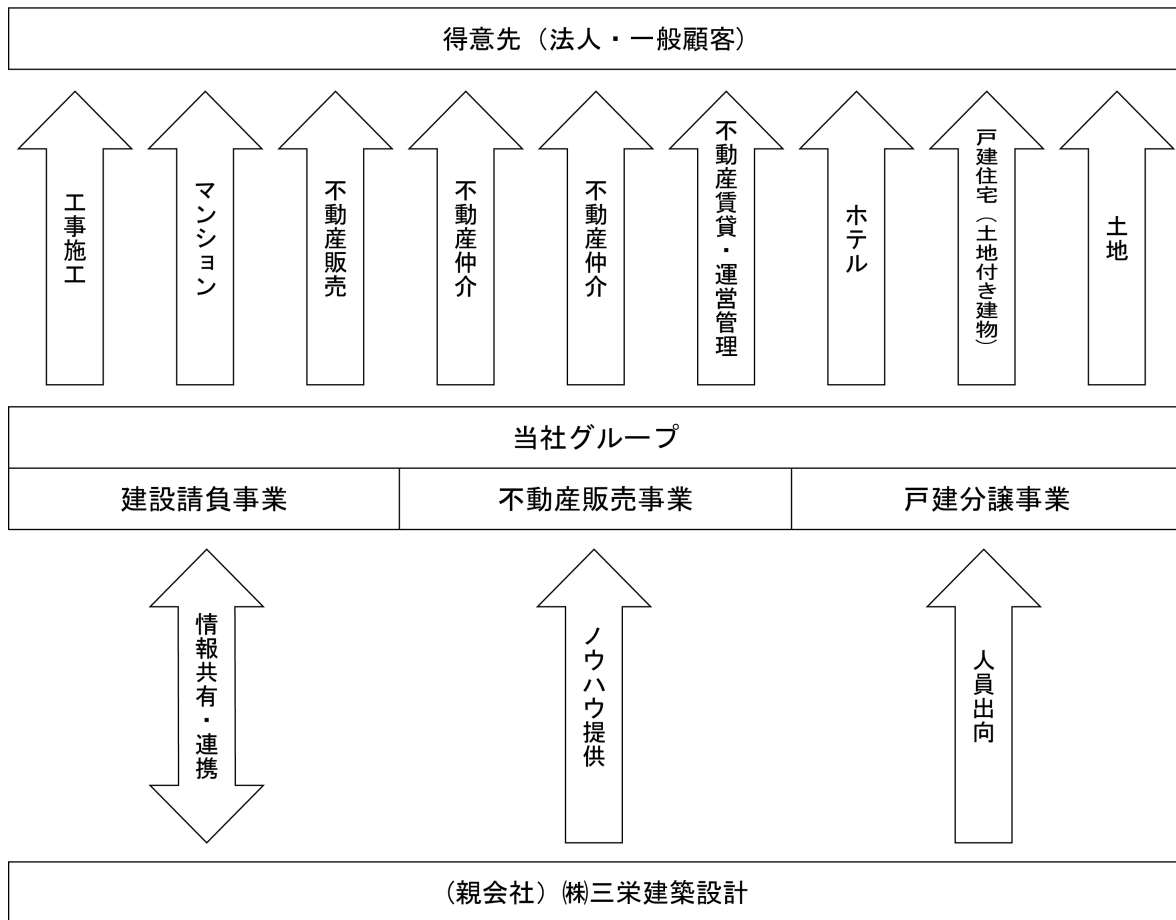 得意先（法人・一般顧客）
工事施工
マンション
不動産販売
不動産仲介
不動産仲介
不動産賃貸・運営管理
ホテル
戸建住宅（土地付き建物）
土地
当社グループ
建設請負事業
不動産販売事業
戸建分譲事業
情報共有・連携
ノウハウ提供
人員出向
（親会社）㈱三栄建築設計